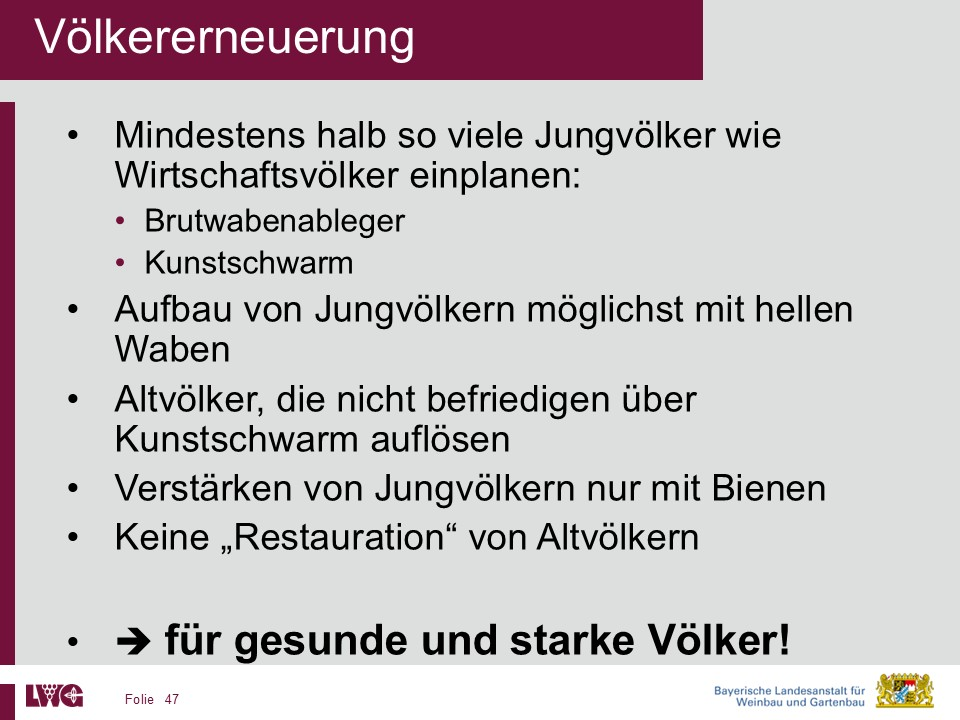 Völkererneuerung
• Mindestens halb so viele Jungvölker wie
Wirtschaftsvölker einplanen:
• Brutwabenableger
• Kunstschwarm
• Aufbau von Jungvölkern möglichst mit hellen
Waben
• Altvölker, die nicht befriedigen über
Kunstschwarm auflösen
• Verstärken von Jungvölkern nur mit Bienen
• Keine „Restauration“ von Altvölkern
• ➔ für gesunde und starke Völker!
LWG
Folie 47
Bayerische Landesanstalt für
Weinbau und Gartenbau